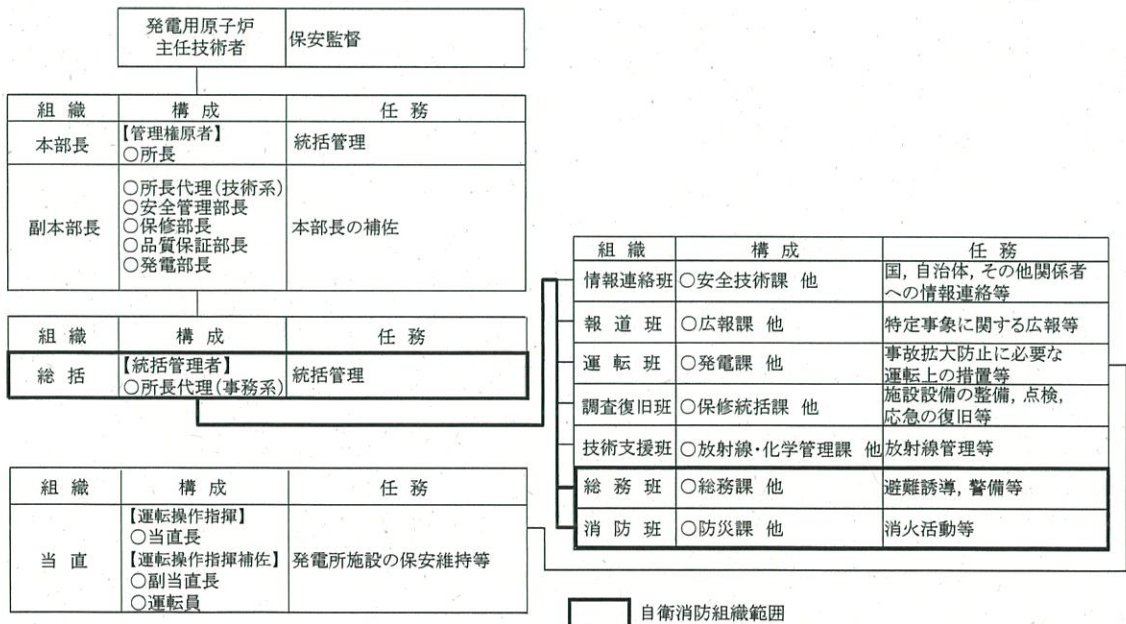 発電用原子炉
主任技術者
保安監督
組 織 構 成 任 務
本部長
【管理権原者】
○所長
統括管理
副本部長
○所長代理(技術系)
○安全管理部長
○保修部長
○品質保証部長
○発電部長
本部長の補佐
組 織 構 成 任 務
総 括
【統括管理者】
○所長代理(事務系)
統括管理
組 織 構 成 任 務
当 直
【運転操作指揮】
○当直長
【運転操作指揮補佐】
○副当直長
○運転員
発電所施設の保安維持等
組 織 構 成 任 務
情報連絡班 ○安全技術課 他
国,自治体,その他関係者
への情報連絡等
報 道 班 ○広報課 他 特定事象に関する広報等
運 転 班 ○発電課 他
事故拡大防止に必要な
運転上の措置等
調査復旧班 ○保修統括課 他
施設設備の整備,点検,
応急の復旧等
技術支援班 ○放射線・化学管理課 他 放射線管理等
総 務 班 ○総務課 他 避難誘導,警備等
消 防 班 ○防災課 他 消火活動等
自衛消防組織範囲